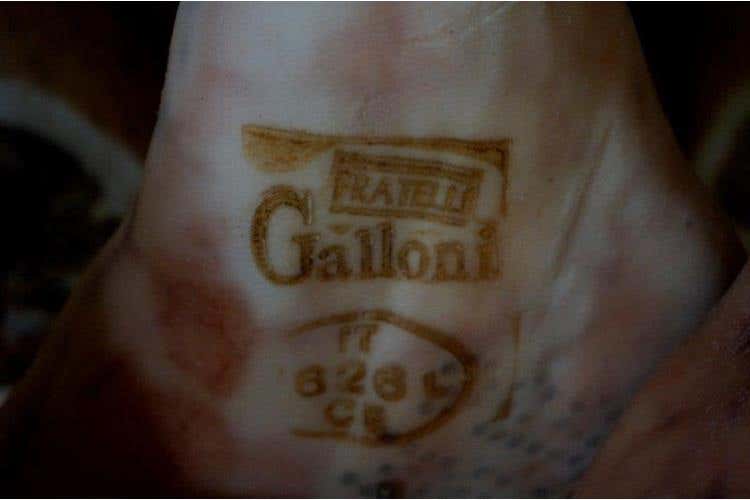 FRATELLI
Galloni
IT
628 L
CE